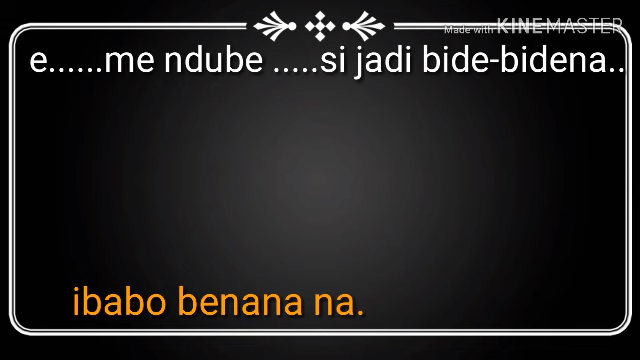 Made with KINEMASTER
e......me ndube .....si jadi bide-bidena..
ibabo benana na.